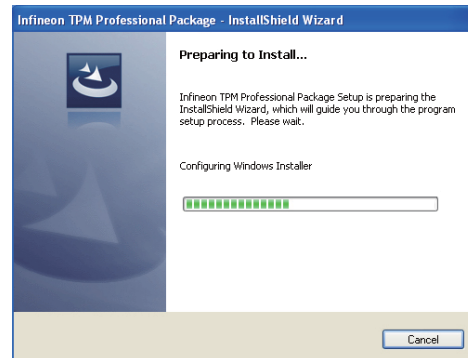 Infineon TPM Professional Package - InstallShield Wizard
Preparing to Install...
Infineon TPM Professional Package Setup is preparing the
InstallShield Wizard, which will guide you through the program
setup process. Please wait.
Configuring Windows Installer
Cancel